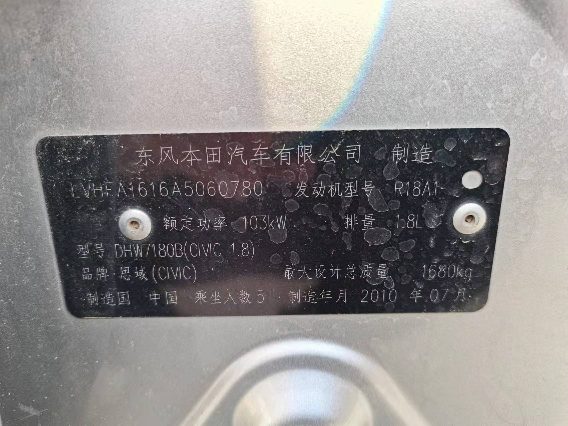 东风本田汽车有限公司 制造
LVHFA1616A5060780 发动机型号 R18A1
额定功率 103kW 排量 1.8L
型号 DHW7180B(CIVIC 1.8)
品牌 思域(CIVIC) 最大设计总质量 1680kg
制造国 中国 乘坐人数 5 制造年月 2010 年 07 月